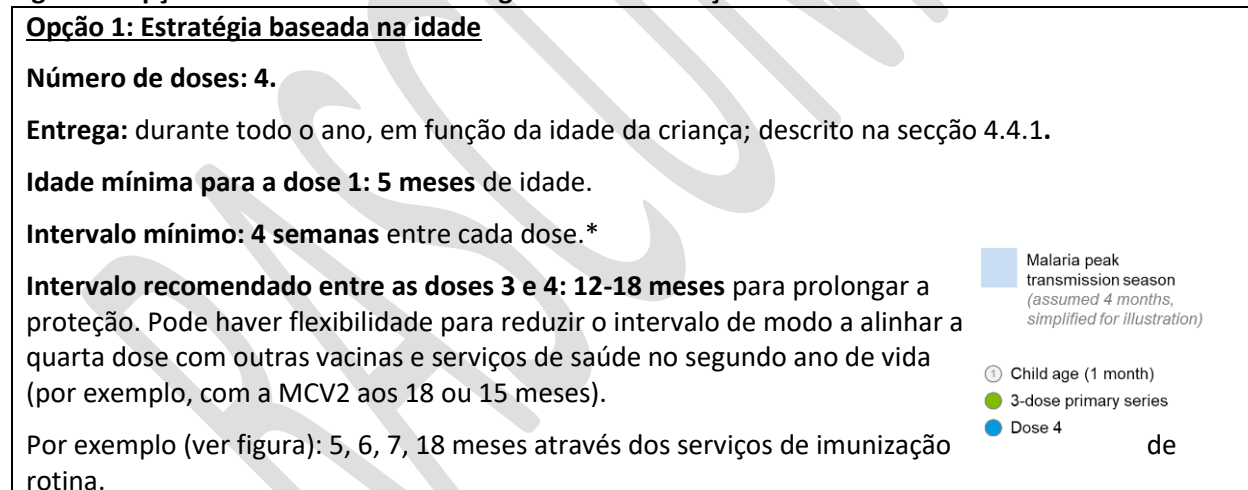 Opção 1: Estratégia baseada na idade
Número de doses: 4.
Entrega: durante todo o ano, em função da idade da criança; descrito na secção 4.4.1.
Idade mínima para a dose 1: 5 meses de idade.
Intervalo mínimo: 4 semanas entre cada dose.*
Intervalo recomendado entre as doses 3 e 4: 12-18 meses para prolongar a
proteção. Pode haver flexibilidade para reduzir o intervalo de modo a alinhar a
quarta dose com outras vacinas e serviços de saúde no segundo ano de vida
(por exemplo, com a MCV2 aos 18 ou 15 meses).
Por exemplo (ver figura): 5, 6, 7, 18 meses através dos serviços de imunização de
rotina.
Malaria peak
transmission season
(assumed 4 months,
simplified for illustration)
1 Child age (1 month)
3-dose primary series
Dose 4